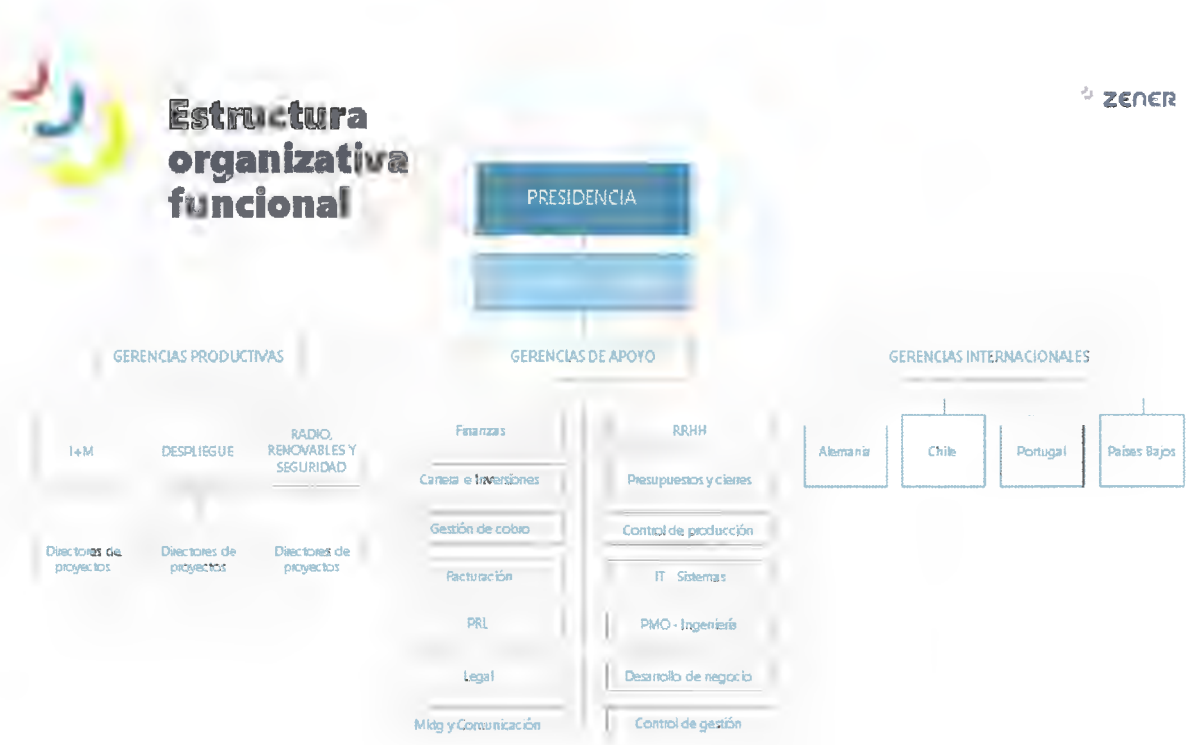 Estructura
organizativa
funcional
ZENER
PRESIDENCIA
GERENCIAS PRODUCTIVAS
GERENCIAS DE APOYO
GERENCIAS INTERNACIONALES
I+M
DESPLIEGUE
RADIO,
RENOVABLES Y
SEGURIDAD
Directores de
proyectos
Directores de
proyectos
Directores de
proyectos
Finanzas
Cartera e Inversiones
Gestión de cobro
Facturación
PRL
Legal
Mktg y Comunicación
RRHH
Presupuestos y cierres
Control de producción
IT Sistemas
PMO - Ingeniería
Desarrollo de negocio
Control de gestión
Alemania
Chile
Portugal
Países Bajos